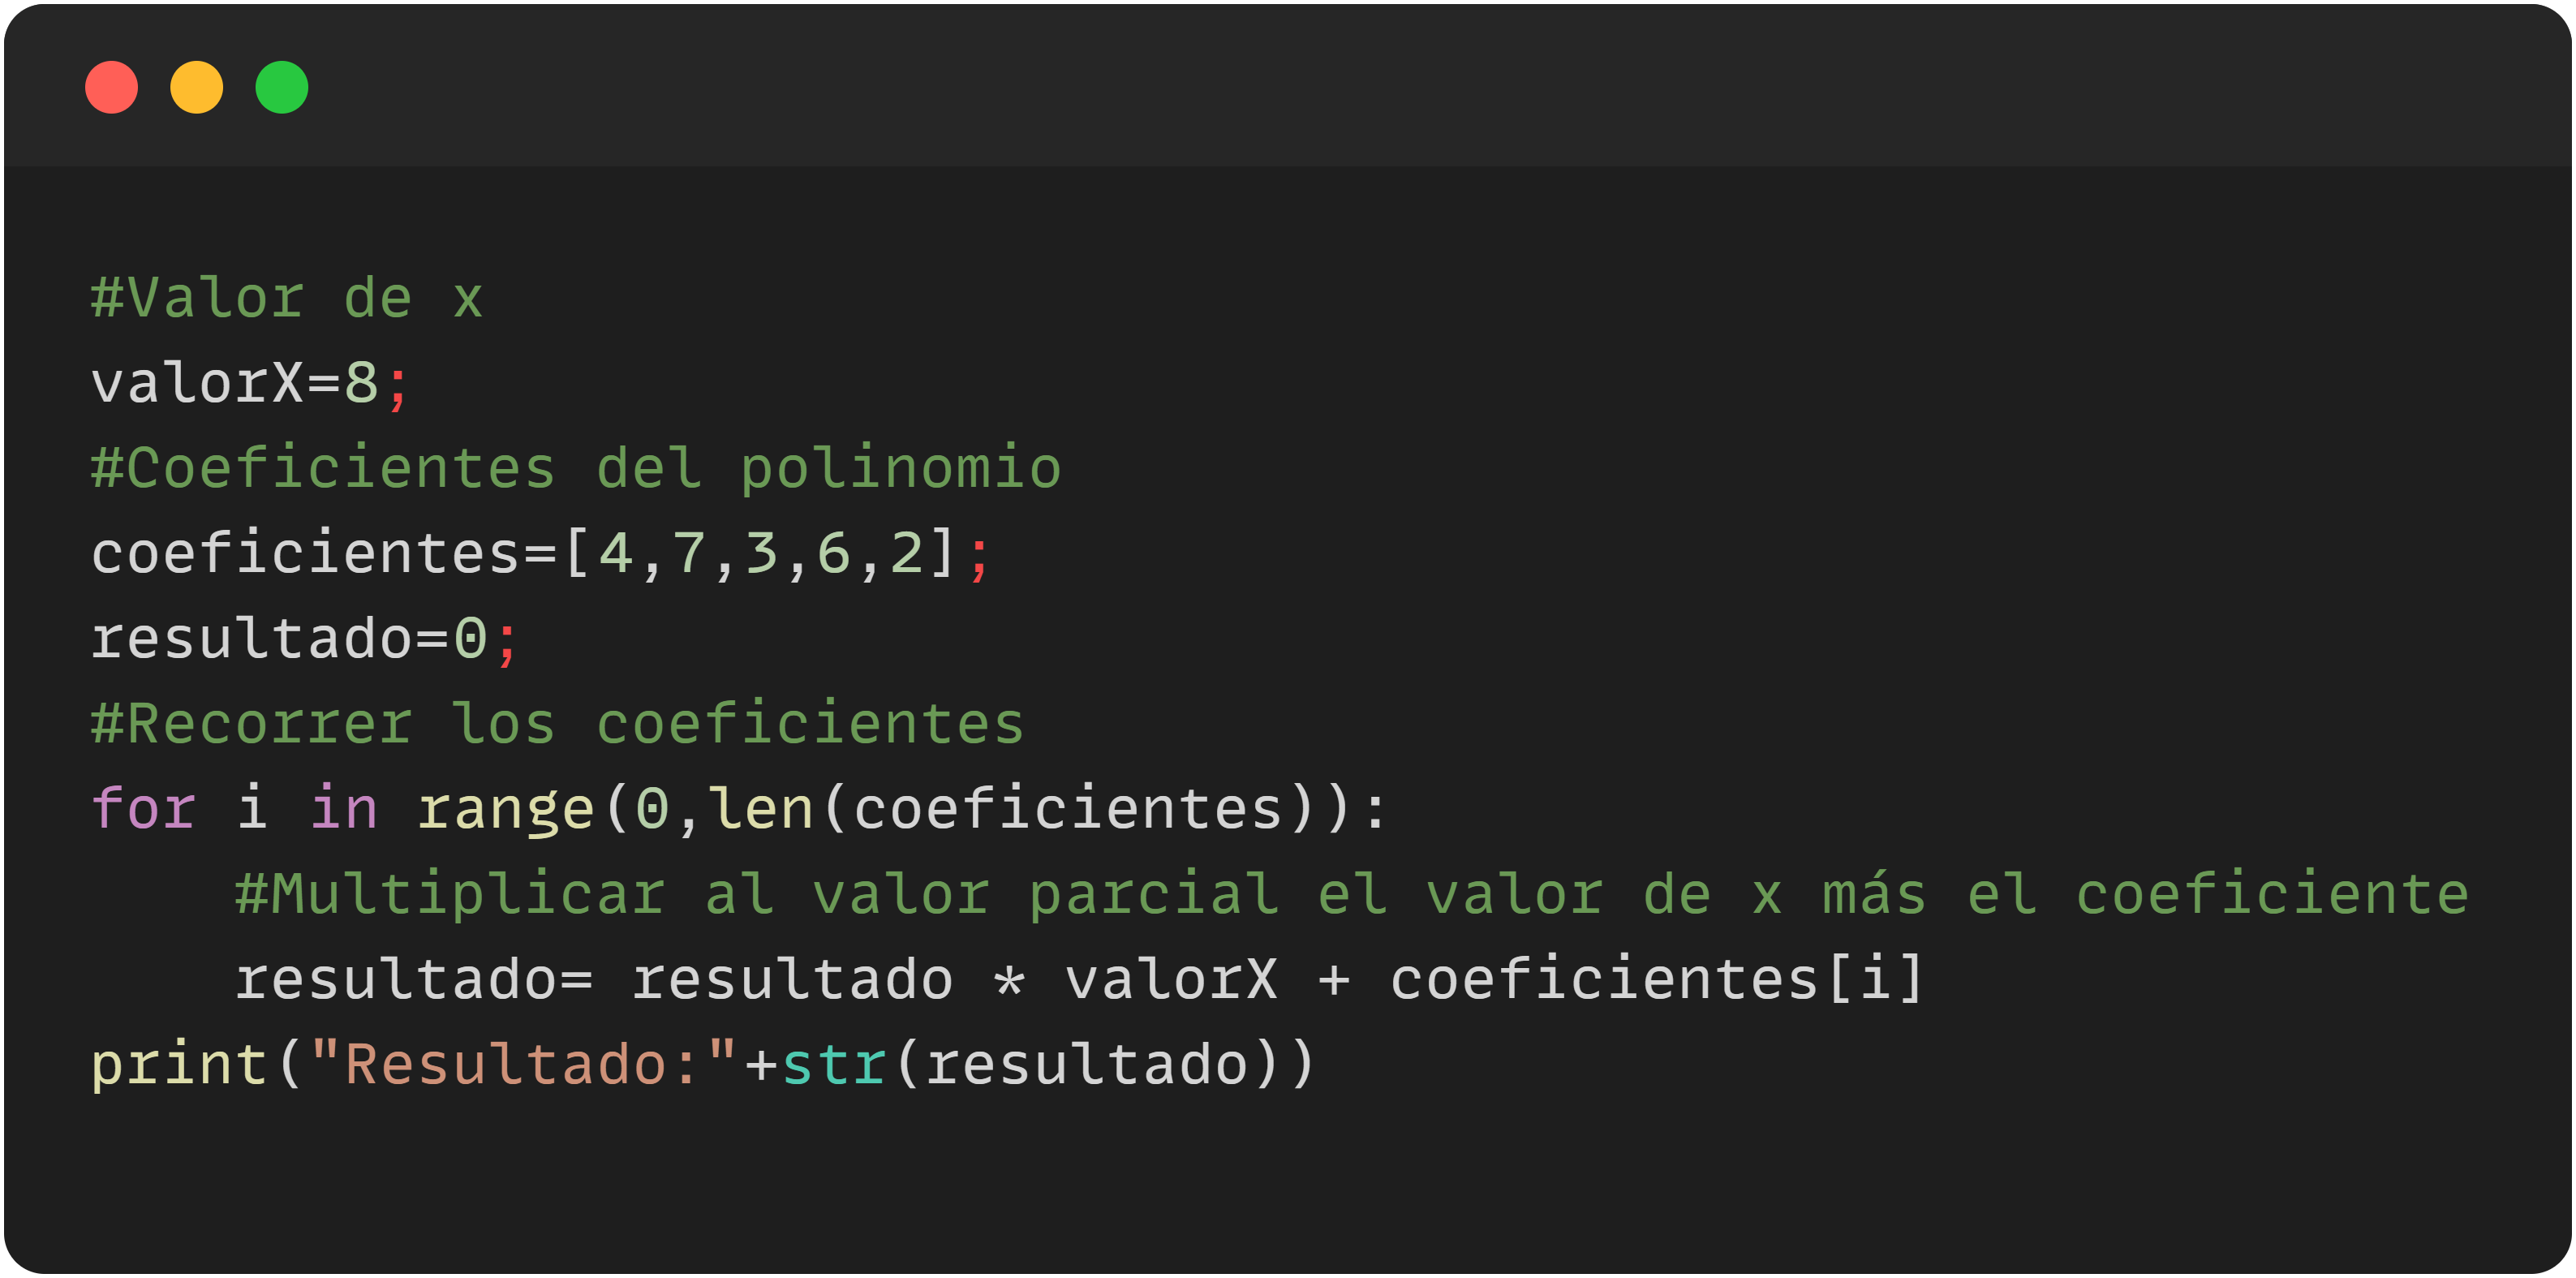 #Valor de x
valorX=8;
#Coeficientes del polinomio
coeficientes=[4,7,3,6,2];
resultado=0;
#Recorrer los coeficientes
for i in range(0,len(coeficientes)):
    #Multiplicar al valor parcial el valor de x más el coeficiente
    resultado= resultado * valorX + coeficientes[i]
print("Resultado:"+str(resultado))